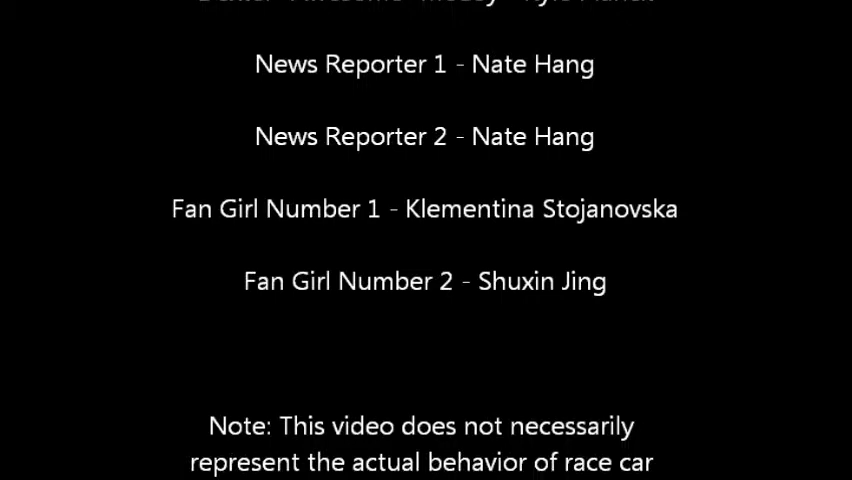 News Reporter 1 - Nate Hang
News Reporter 2 - Nate Hang
Fan Girl Number 1 - Klementina Stojanovska
Fan Girl Number 2 - Shuxin Jing
Note: This video does not necessarily
represent the actual behavior of race car